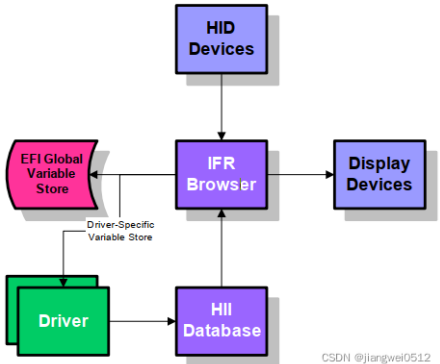 HID
Devices
EFI Global
Variable
Store
IFR
Browser
Display
Devices
Driver-Specific
Variable Store
Driver
HII
Database
CSDN @jiangwei0512